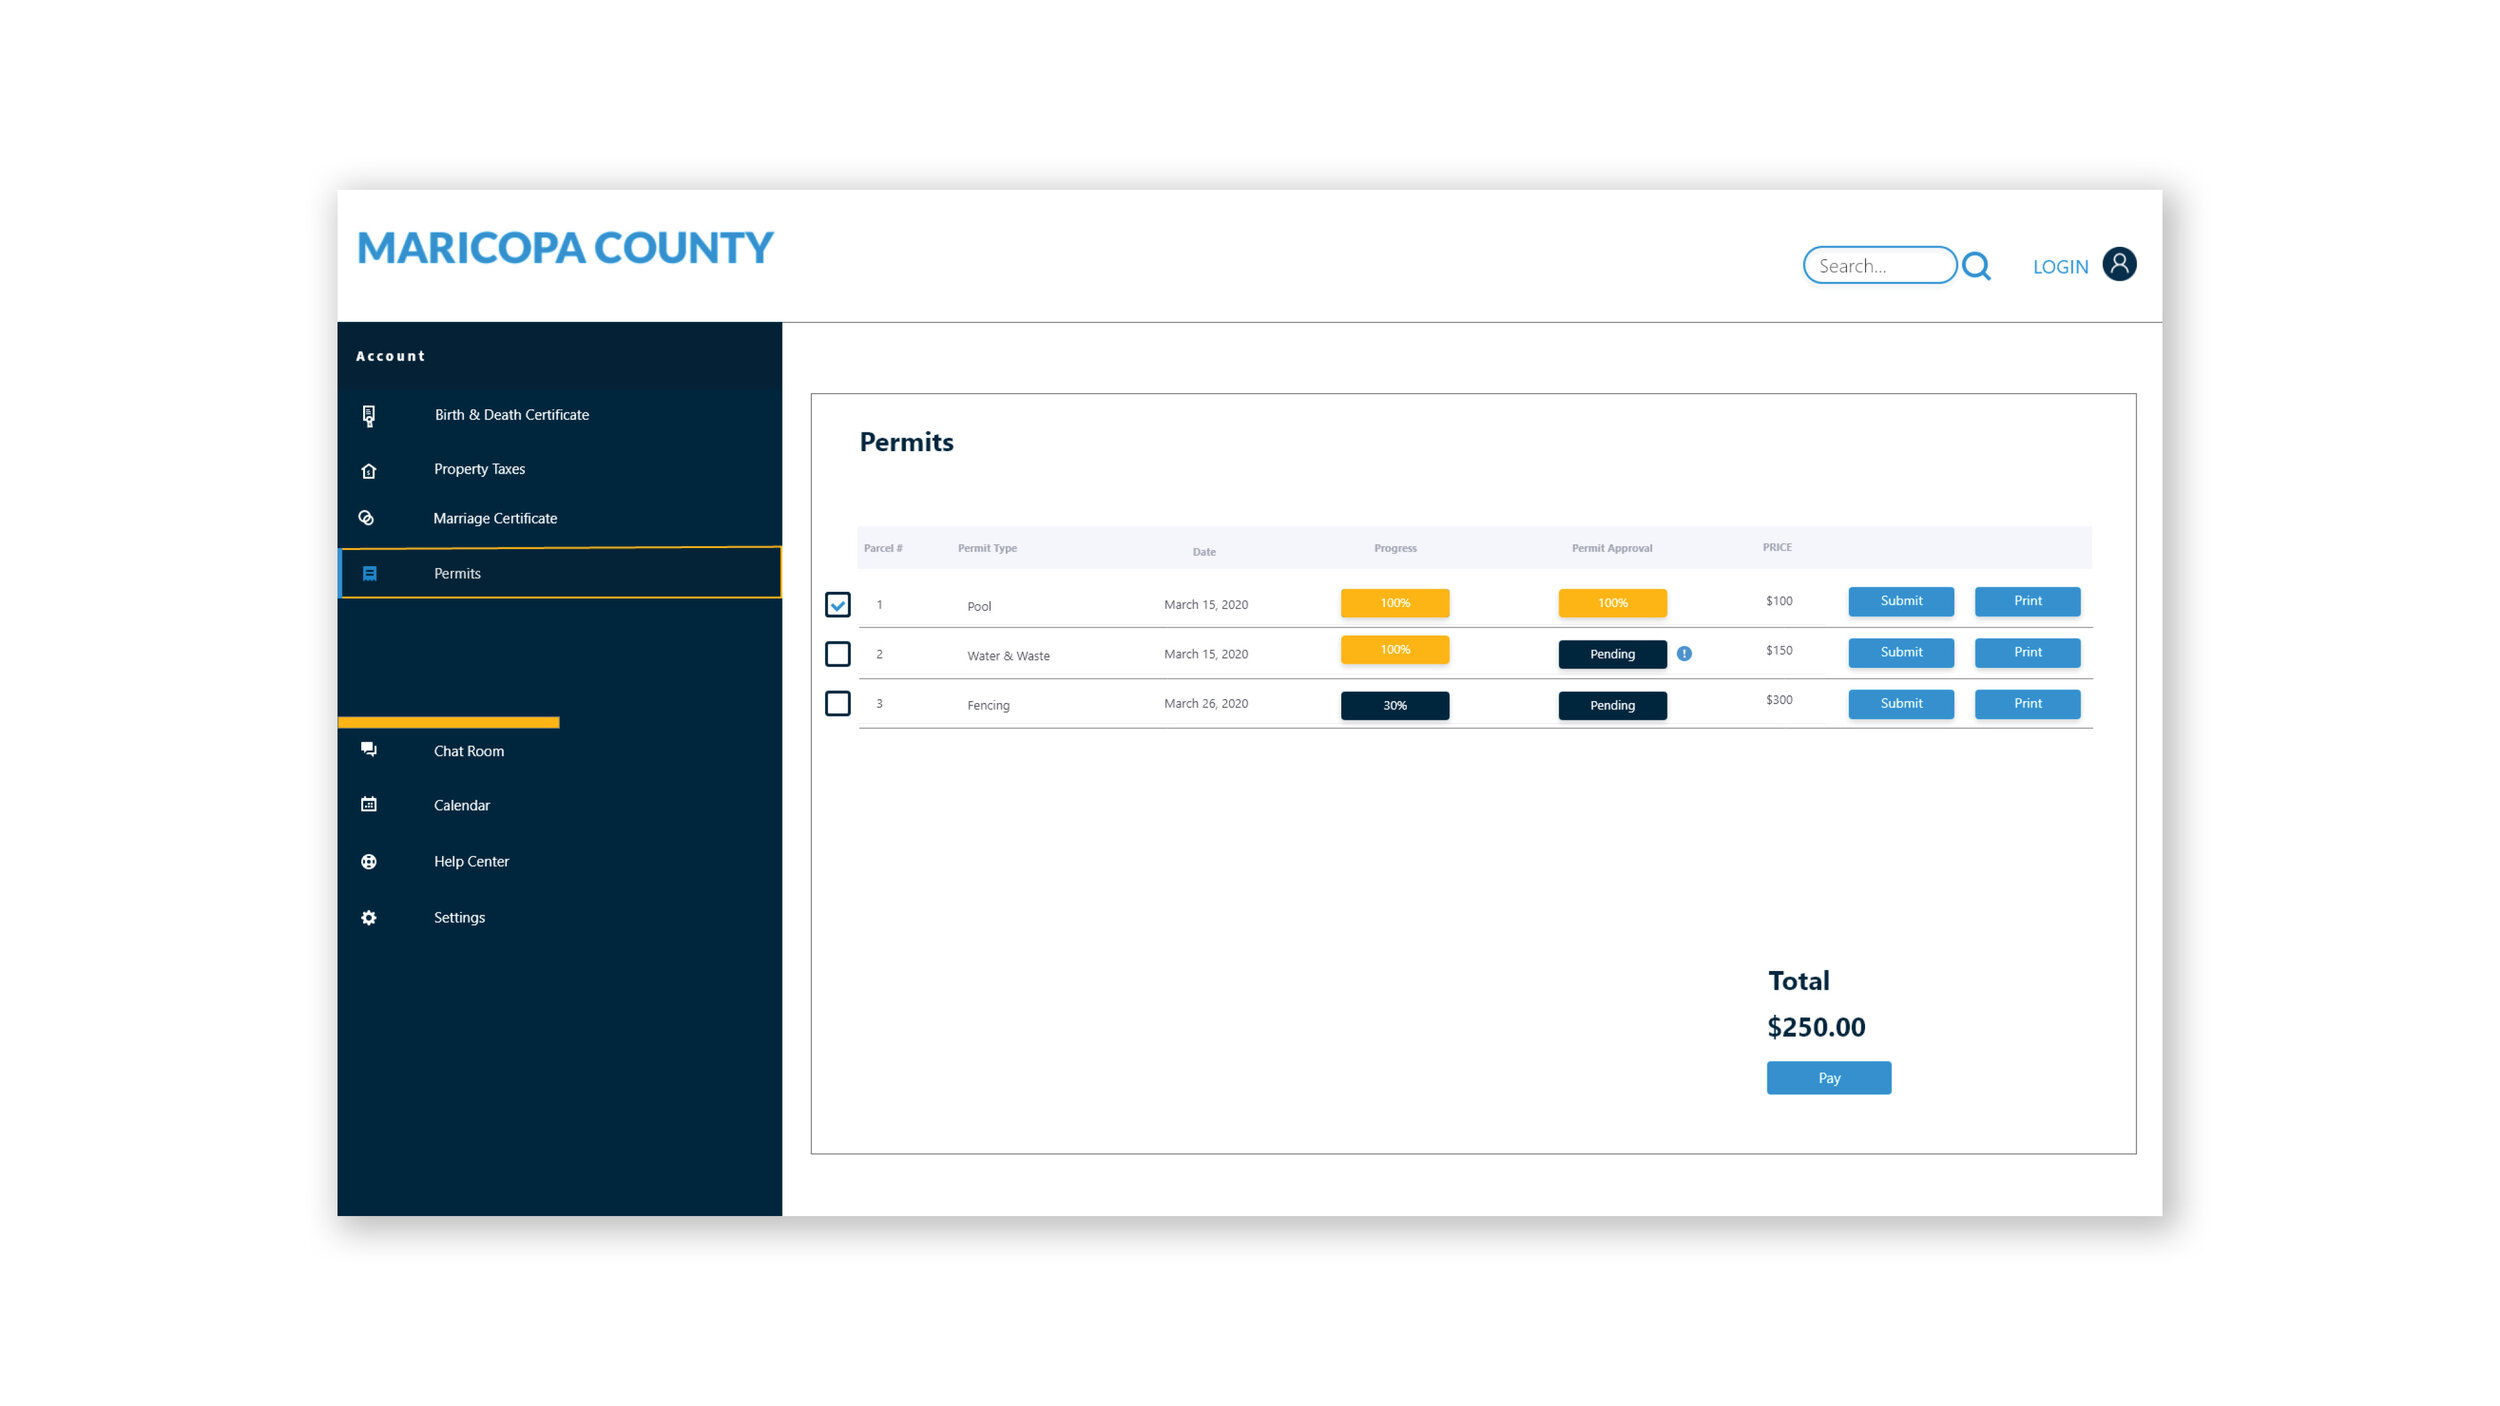 MARICOPA COUNTY
Search...
LOGIN
Account
Birth & Death Certificate
Property Taxes
Marriage Certificate
Permits
Chat Room
Calendar
Help Center
Settings
Permits
Parcel # Permit Type Date Progress Permit Approval PRICE
1 Pool March 15, 2020 100% 100% $100 Submit Print
2 Water & Waste March 15, 2020 100% Pending ! $150 Submit Print
3 Fencing March 26, 2020 30% Pending $300 Submit Print
Total
$250.00
Pay